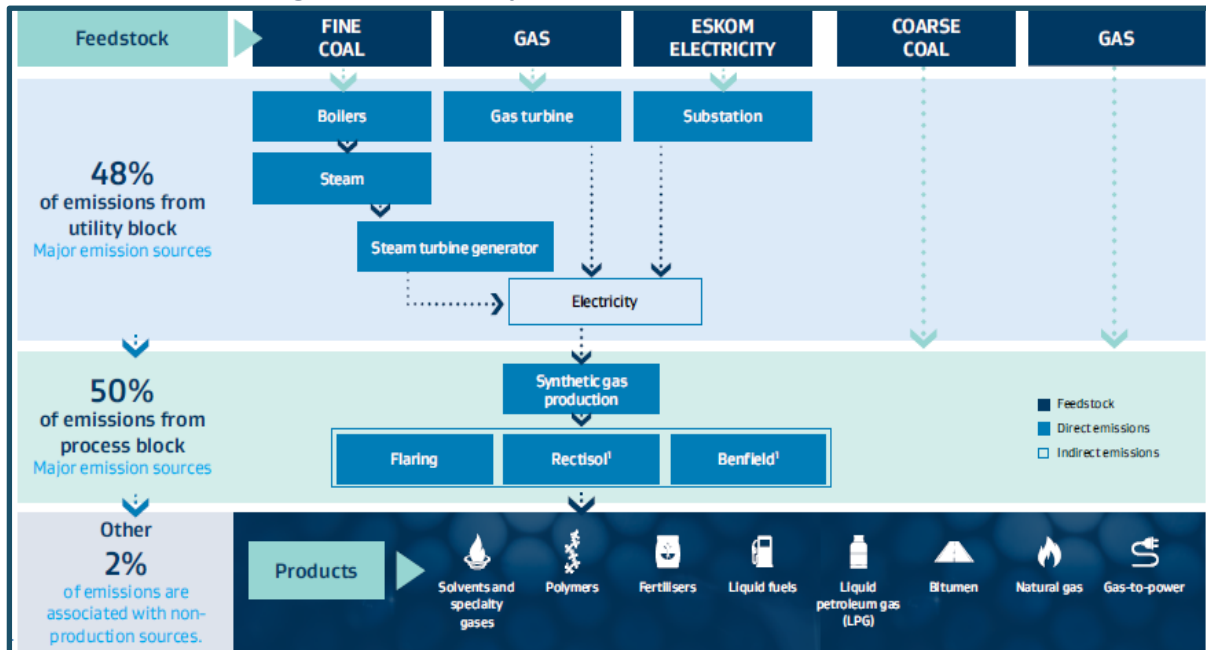 Feedstock
FINE
COAL
GAS
ESKOM
ELECTRICITY
COARSE
COAL
GAS
48%
of emissions from
utility block
Major emission sources
Boilers
Gas turbine
Substation
Steam
Steam turbine generator
Electricity
50%
of emissions from
process block
Major emission sources
Synthetic gas
production
Flaring
Rectisol¹
Benfield¹
Feedstock
Direct emissions
Indirect emissions
Other
2%
of emissions are
associated with non-
production sources.
Products
Solvents and
specialty
gases
Polymers
Fertilisers
Liquid fuels
Liquid
petroleum gas
(LPG)
Bitumen
Natural gas
Gas-to-power